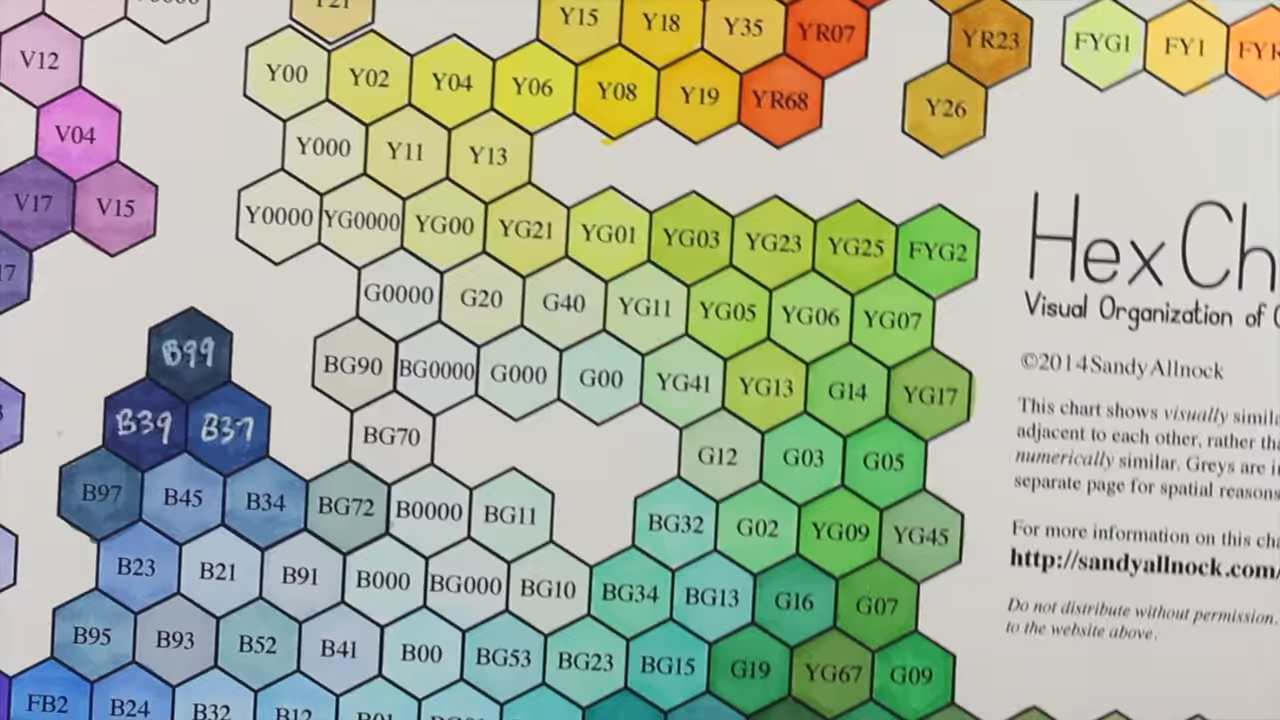 Y21
Y15 Y18 Y35 YR07
YR23
FYG1 FY1
V12
Y00 Y02 Y04 Y06 Y08 Y19 YR68
Y26
V04
Y000 Y11 Y13
V17 V15
Y0000 YG0000 YG00 YG21 YG01 YG03 YG23 YG25 FYG2
Hex Ch
Visual Organization of
G0000 G20 G40 YG11 YG05 YG06 YG07
B99
BG90 BG0000 G000 G00 YG41 YG13 G14 YG17
©2014 Sandy Allnock
This chart shows visually simil
adjacent to each other, rather tha
numerically similar. Greys are i
separate page for spatial reasons
B39 B37
BG70
G12 G03 G05
B97 B45 B34 BG72 B0000 BG11
BG32 G02 YG09 YG45
For more information on this cha
http://sandyallnock.com/
B23 B21 B91 B000 BG000 BG10 BG34 BG13 G16 G07
Do not distribute without permission.
to the website above.
B95 B93 B52 B41 B00 BG53 BG23 BG15 G19 YG67 G09
FB2 B24 B32 B12